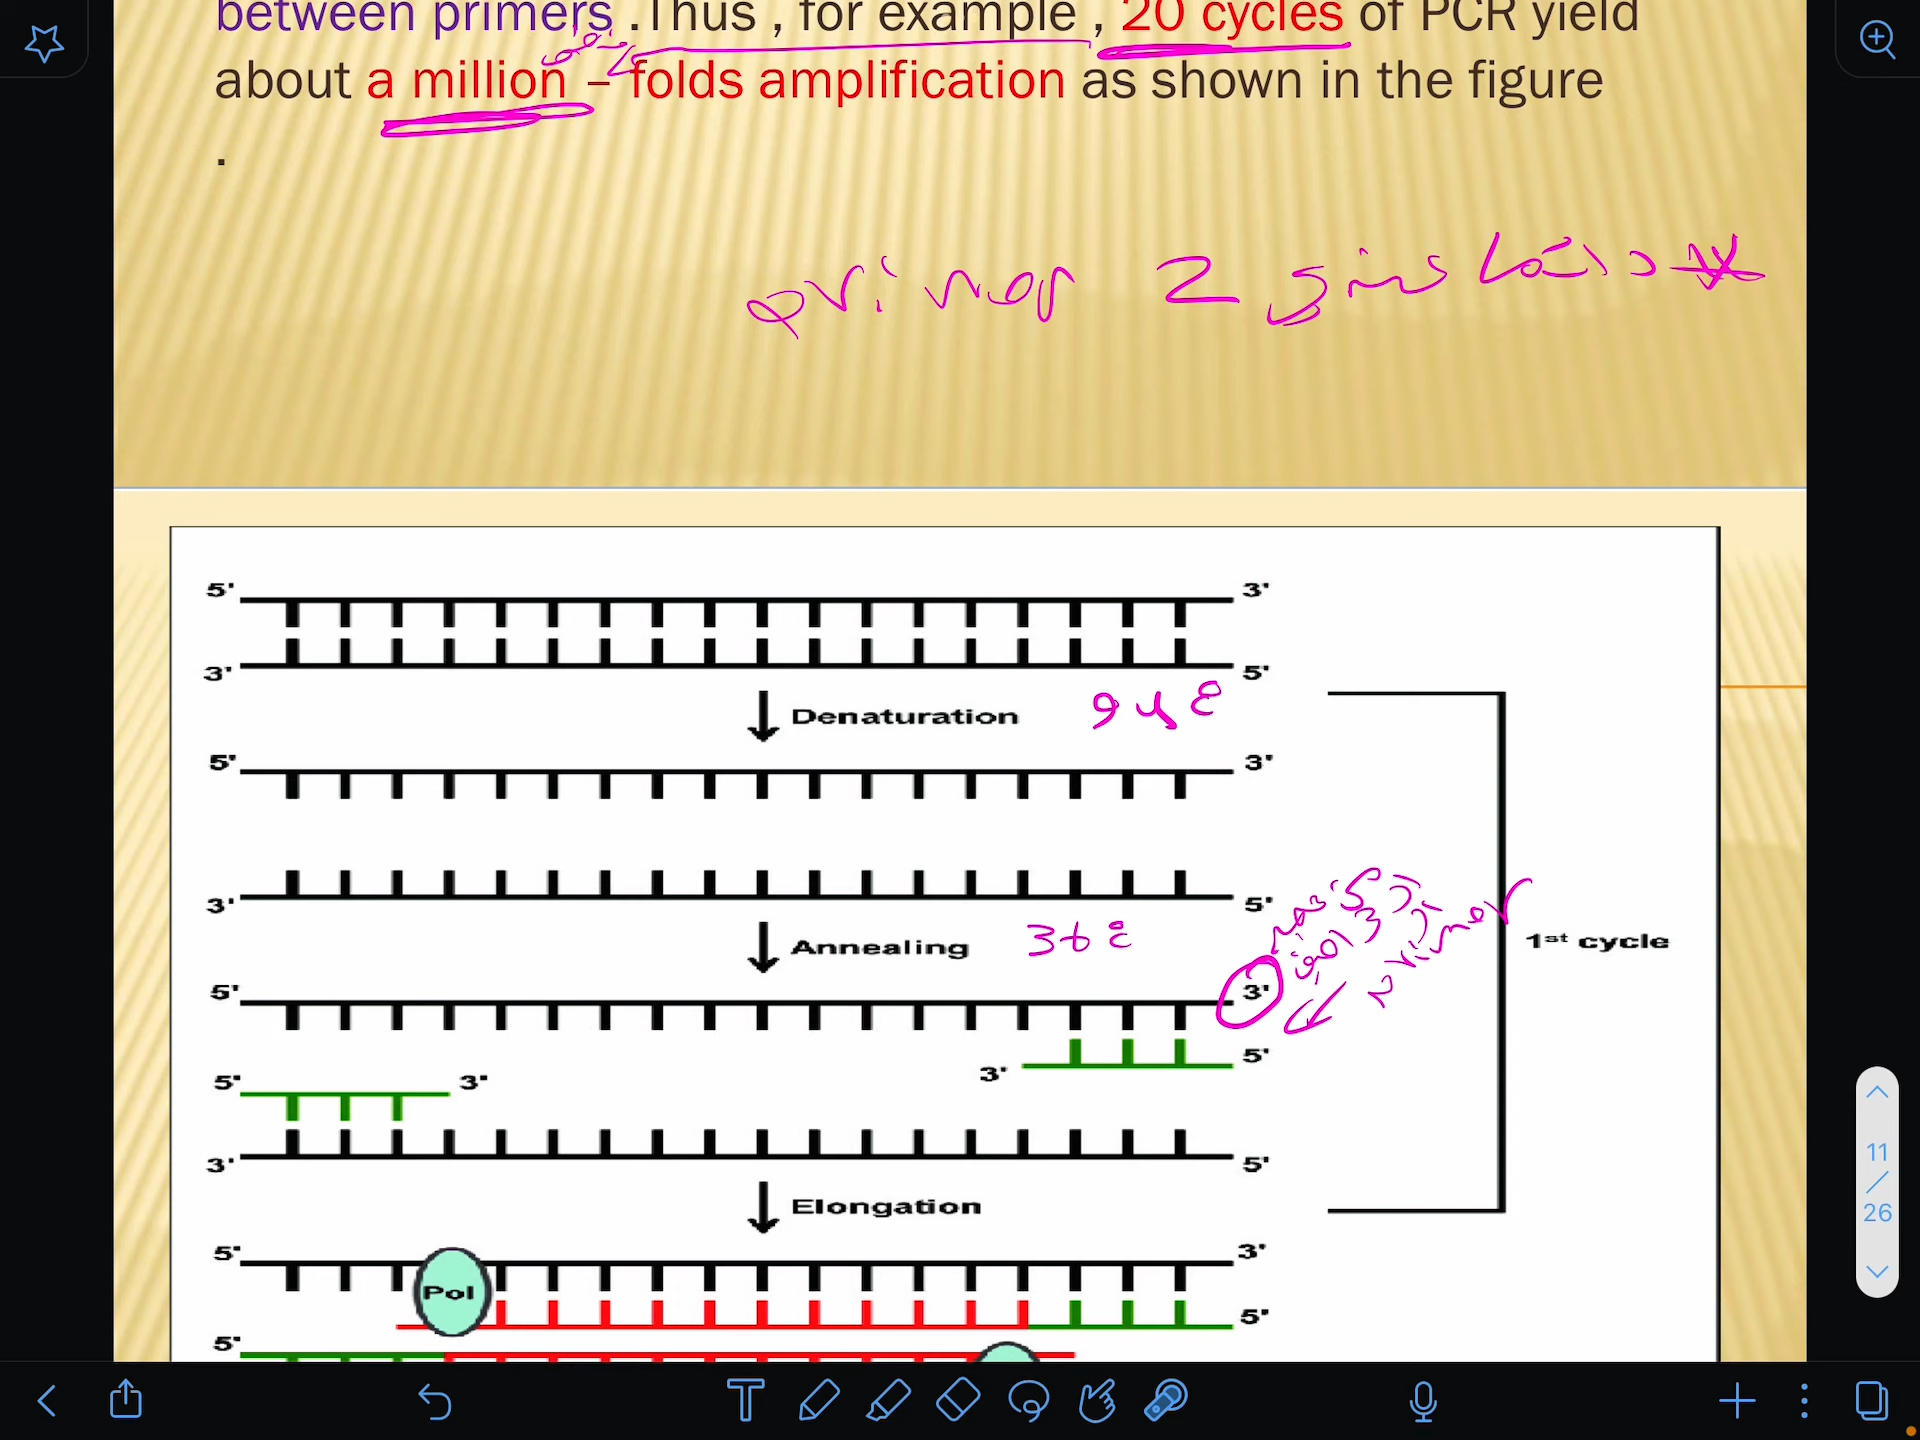 between primers .Thus , for example , 20 cycles of PCR yield
about a million – folds amplification as shown in the figure
.
primer 2
5' 3'
3' 5'
Denaturation
5' 3'
3' 5'
Annealing
1st cycle
5' 3'
primer
3' 5'
5' 3'
3' 5'
Elongation
5' 3'
Pol
5'
5'
11
/
26